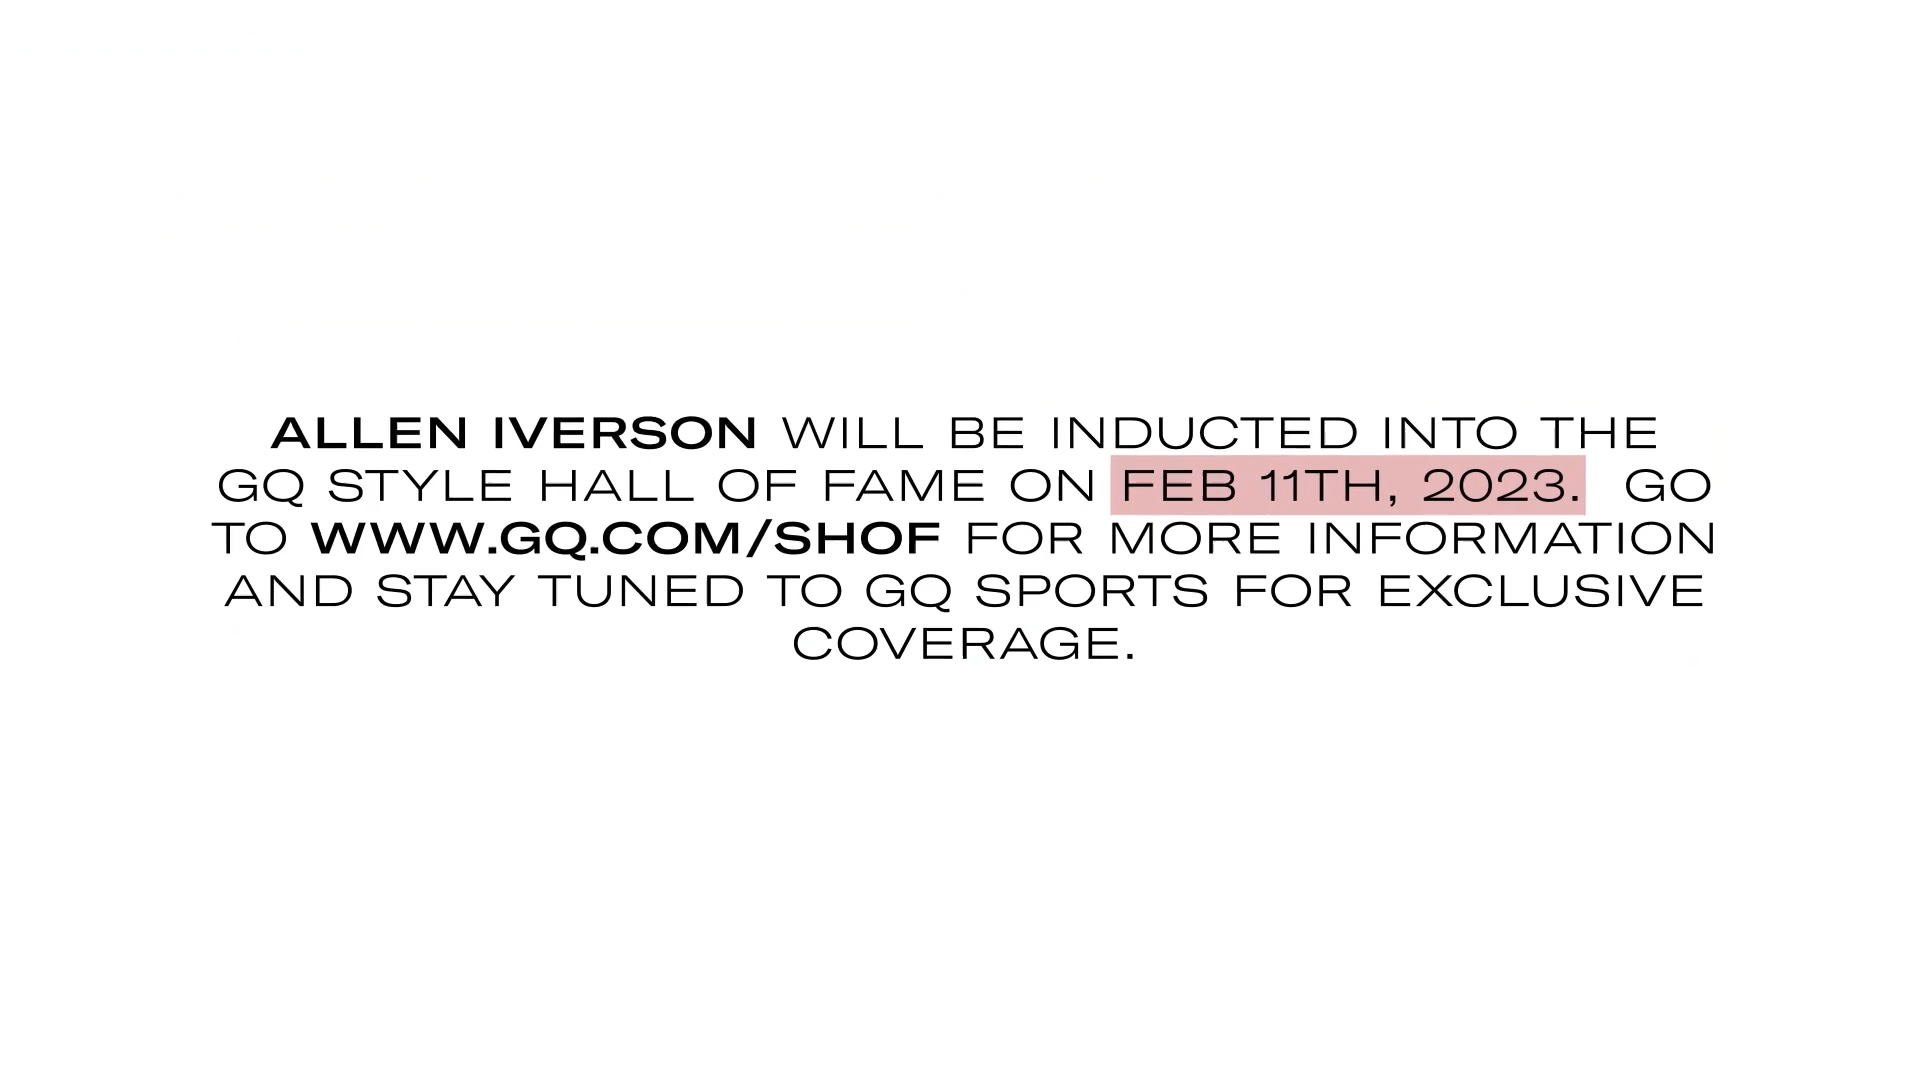 ALLEN IVERSON WILL BE INDUCTED INTO THE
GQ STYLE HALL OF FAME ON FEB 11TH, 2023. GO
TO WWW.GQ.COM/SHOF FOR MORE INFORMATION
AND STAY TUNED TO GQ SPORTS FOR EXCLUSIVE
COVERAGE.